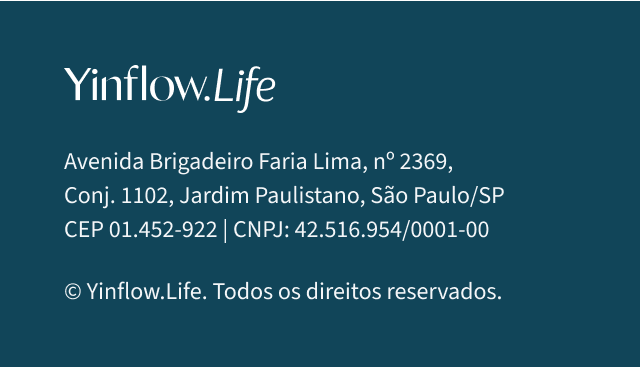 Yinflow.Life
Avenida Brigadeiro Faria Lima, nº 2369,
Conj. 1102, Jardim Paulistano, São Paulo/SP
CEP 01.452-922 | CNPJ: 42.516.954/0001-00
© Yinflow.Life. Todos os direitos reservados.